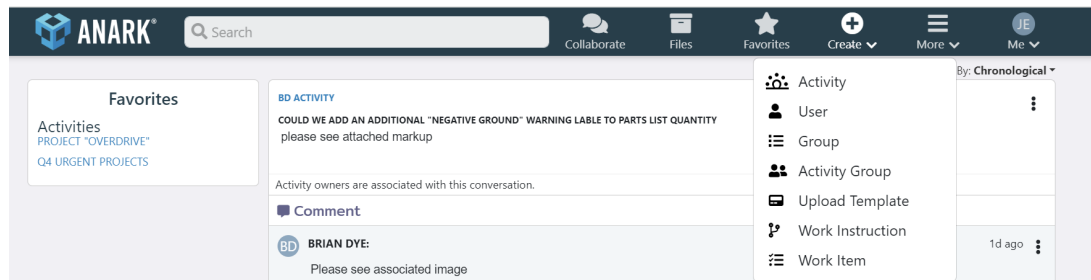 ANARK®
Search
Collaborate
Files
Favorites
Create
More
JE
Me
By: Chronological
Activity
User
Group
Activity Group
Upload Template
Work Instruction
Work Item
Favorites
Activities
PROJECT "OVERDRIVE"
Q4 URGENT PROJECTS
BD ACTIVITY
COULD WE ADD AN ADDITIONAL "NEGATIVE GROUND" WARNING LABLE TO PARTS LIST QUANTITY
please see attached markup
Activity owners are associated with this conversation.
Comment
BD
BRIAN DYE:
1d ago
Please see associated image